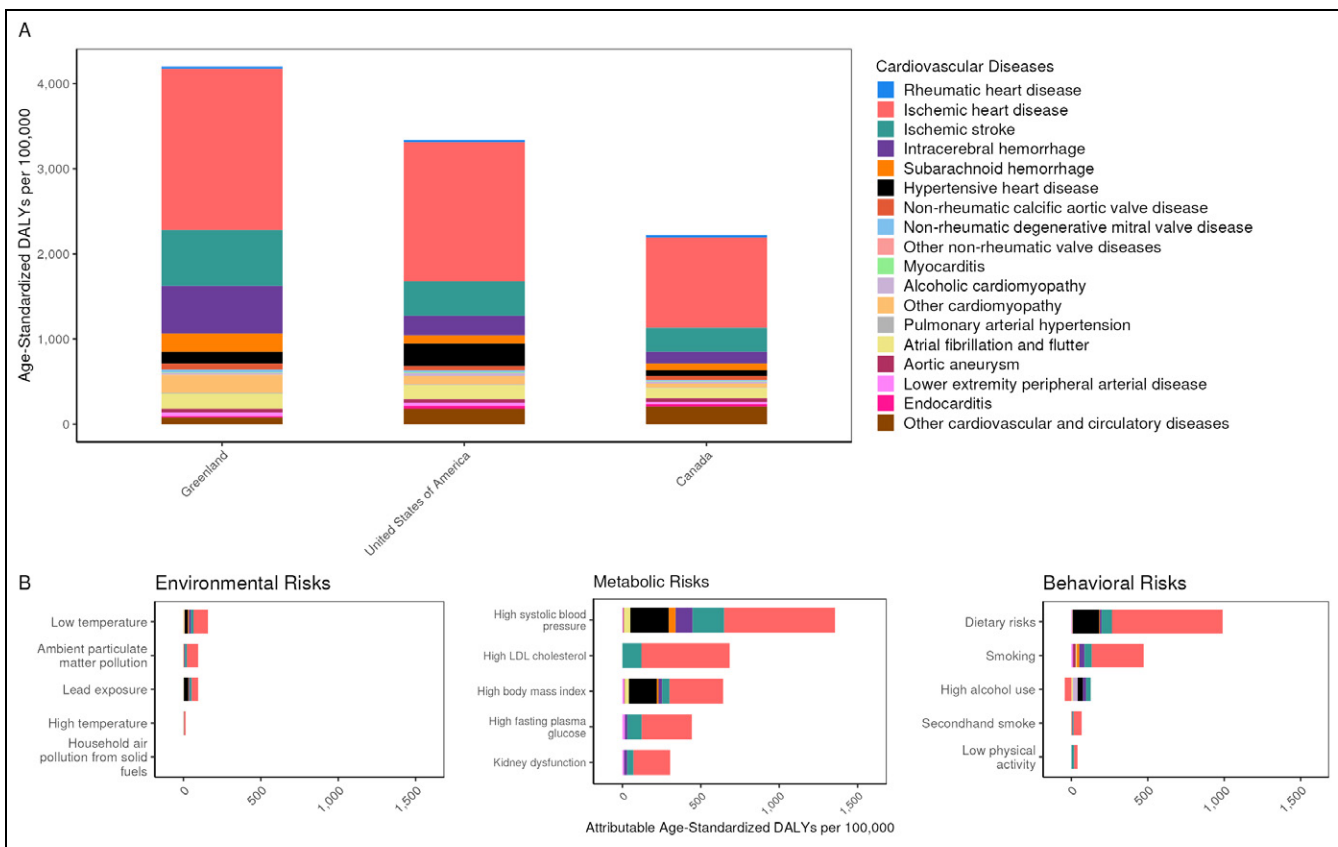 A
Age-Standardized DALYs per 100,000
4,000
3,000
2,000
1,000
0
Greenland
United States of America
Canada
Cardiovascular Diseases
Rheumatic heart disease
Ischemic heart disease
Ischemic stroke
Intracerebral hemorrhage
Subarachnoid hemorrhage
Hypertensive heart disease
Non-rheumatic calcific aortic valve disease
Non-rheumatic degenerative mitral valve disease
Other non-rheumatic valve diseases
Myocarditis
Alcoholic cardiomyopathy
Other cardiomyopathy
Pulmonary arterial hypertension
Atrial fibrillation and flutter
Aortic aneurysm
Lower extremity peripheral arterial disease
Endocarditis
Other cardiovascular and circulatory diseases
B
Environmental Risks
Low temperature
Ambient particulate
matter pollution
Lead exposure
High temperature
Household air
pollution from solid
fuels
0
500
1,000
1,500
Metabolic Risks
High systolic blood
pressure
High LDL cholesterol
High body mass index
High fasting plasma
glucose
Kidney dysfunction
0
500
1,000
1,500
Behavioral Risks
Dietary risks
Smoking
High alcohol use
Secondhand smoke
Low physical
activity
0
500
1,000
1,500
Attributable Age-Standardized DALYs per 100,000